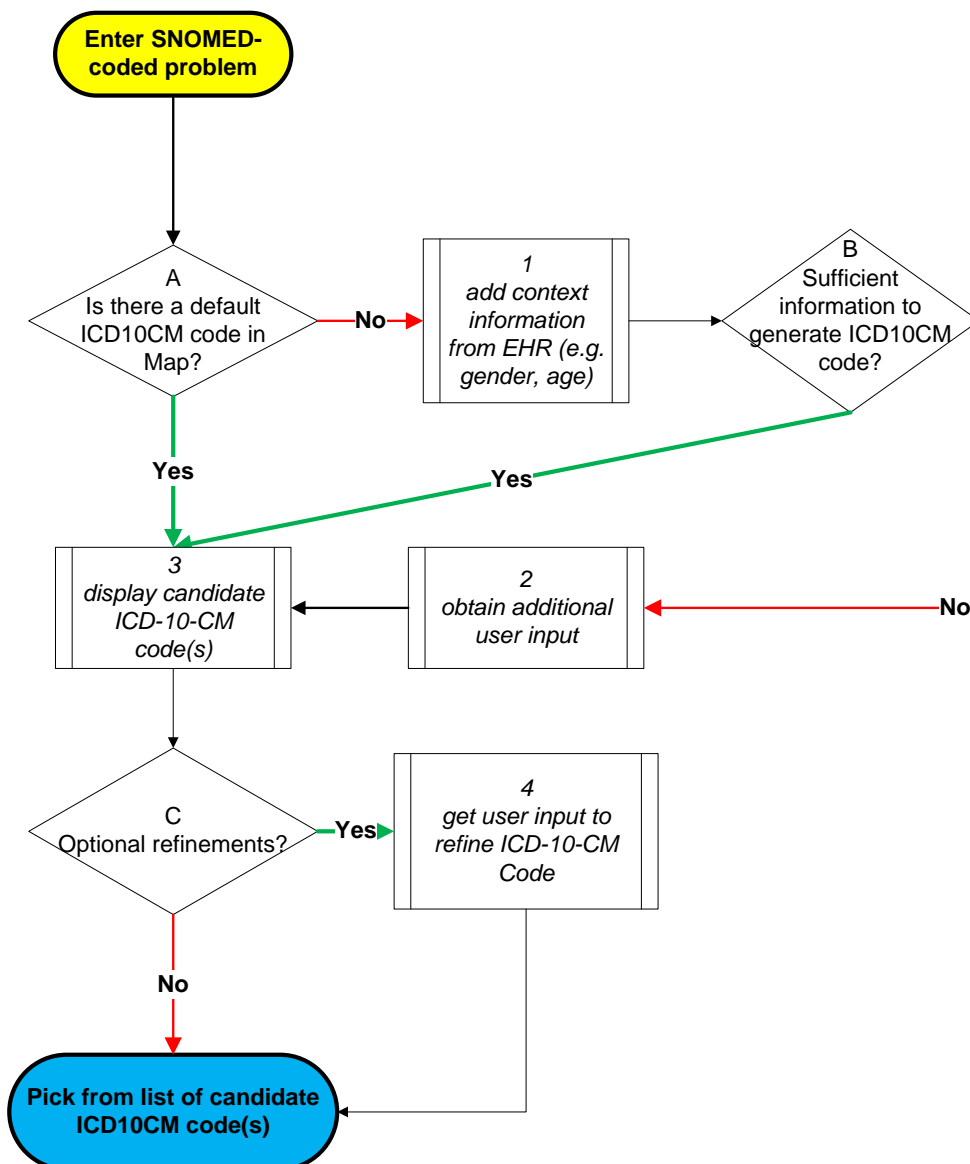 Enter SNOMED-
coded problem
A
Is there a default
ICD10CM code in
Map?
No
1
add context
information
from EHR (e.g.
gender, age)
B
Sufficient
information to
generate ICD10CM
code?
Yes
Yes
3
display candidate
ICD-10-CM
code(s)
2
obtain additional
user input
No
C
Optional refinements?
Yes
4
get user input to
refine ICD-10-CM
Code
No
Pick from list of candidate
ICD10CM code(s)